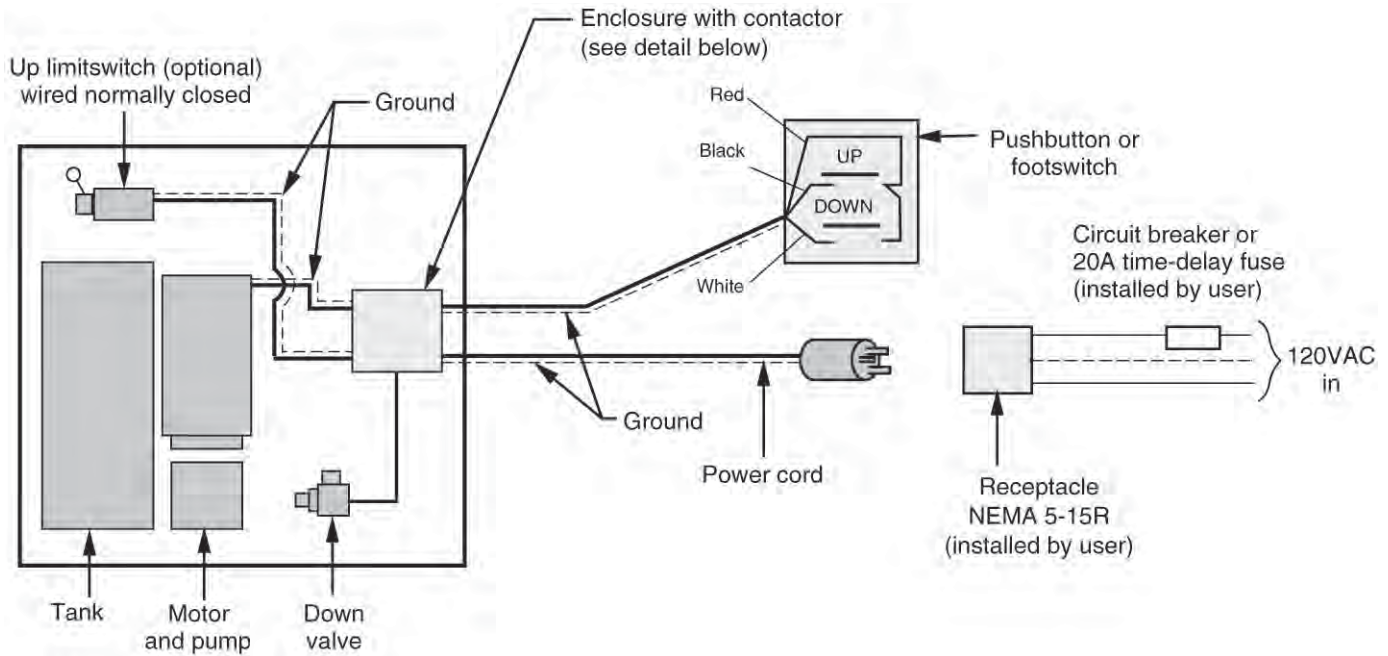 Enclosure with contactor
(see detail below)
Up limitswitch (optional)
wired normally closed
Ground
Red
Black
White
UP
DOWN
Pushbutton or
footswitch
Circuit breaker or
20A time-delay fuse
(installed by user)
120VAC
in
Ground
Power cord
Receptacle
NEMA 5-15R
(installed by user)
Tank
Motor
and pump
Down
valve